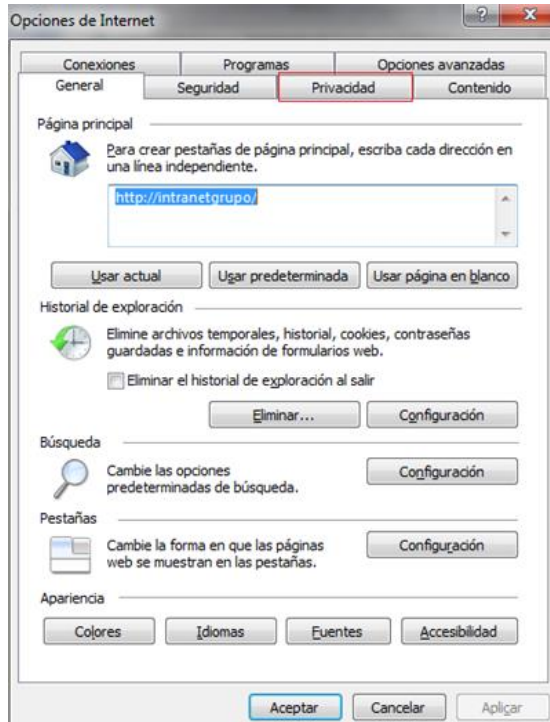 Opciones de Internet
Conexiones Programas Opciones avanzadas
General Seguridad Privacidad Contenido
Página principal
Para crear pestañas de página principal, escriba cada dirección en
una línea independiente.
http://intranetgrupo/
Usar actual Usar predeterminada Usar página en blanco
Historial de exploración
Elimine archivos temporales, historial, cookies, contraseñas
guardadas e información de formularios web.
Eliminar el historial de exploración al salir
Eliminar... Configuración
Búsqueda
Cambie las opciones
predeterminadas de búsqueda.
Configuración
Pestañas
Cambie la forma en que las páginas
web se muestran en las pestañas.
Configuración
Apariencia
Colores Idiomas Fuentes Accesibilidad
Aceptar Cancelar Aplicar